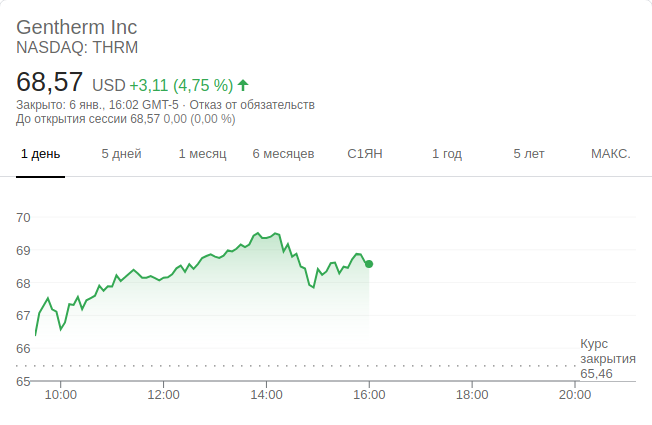 Gentherm Inc
NASDAQ: THRM
68,57 USD +3,11 (4,75 %)
Закрыто: 6 янв., 16:02 GMT-5 · Отказ от обязательств
До открытия сессии 68,57 0,00 (0,00 %)
1 день 5 дней 1 месяц 6 месяцев С1ЯН 1 год 5 лет МАКС.
70
69
68
67
66
Курс
закрытия
65,46
65
10:00 12:00 14:00 16:00 18:00 20:00